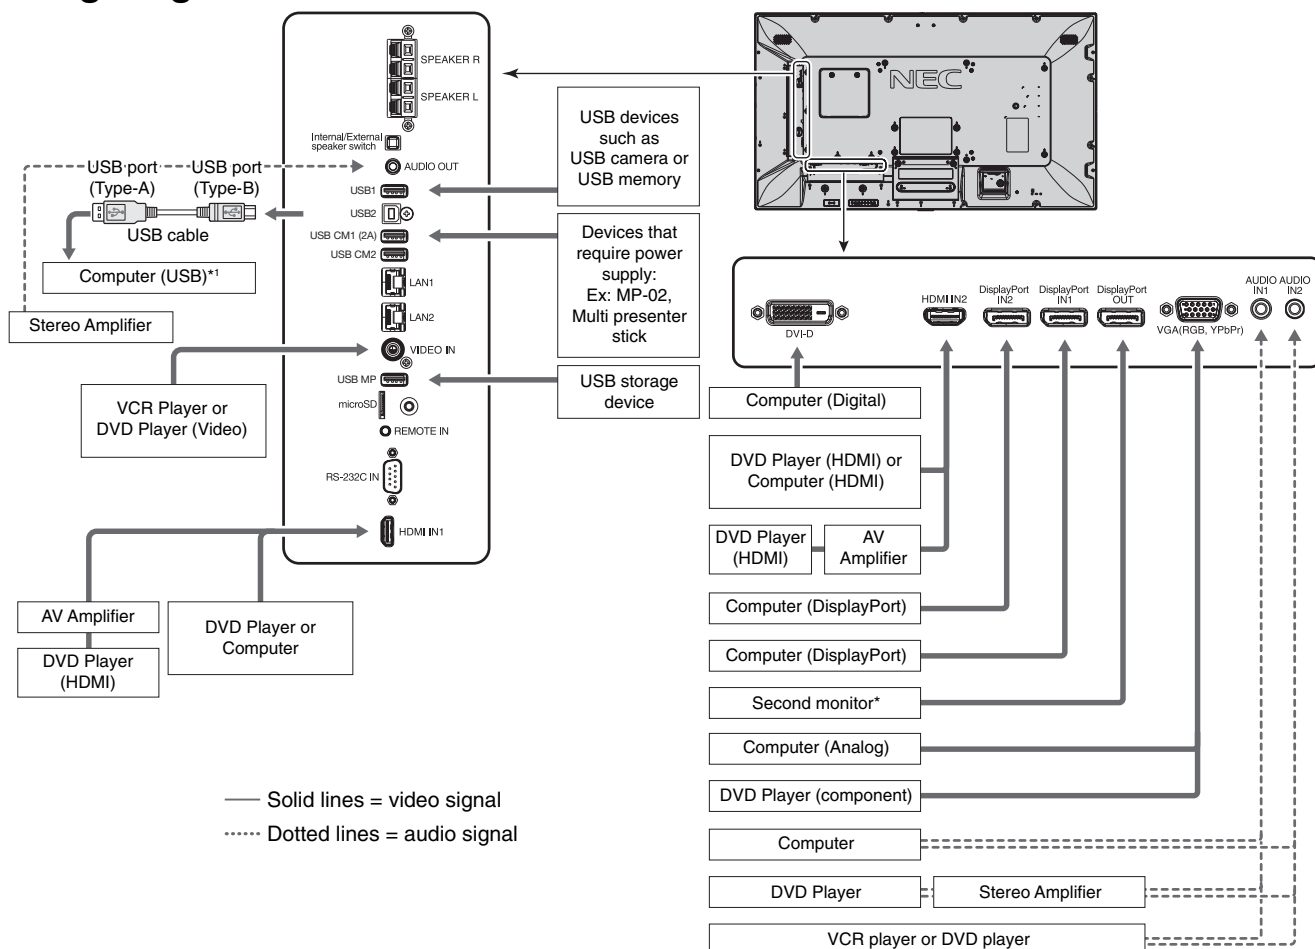 SPEAKER R
SPEAKER L
Internal/External
speaker switch
AUDIO OUT
USB1
USB2
USB CM1 (2A)
USB CM2
LAN1
LAN2
VIDEO IN
USB MP
microSD
REMOTE IN
RS-232C IN
HDMI IN1
USB port
(Type-A)
USB port
(Type-B)
USB cable
Computer (USB)*1
Stereo Amplifier
VCR Player or
DVD Player (Video)
AV Amplifier
DVD Player
(HDMI)
DVD Player or
Computer
USB devices
such as
USB camera or
USB memory
Devices that
require power
supply:
Ex: MP-02,
Multi presenter
stick
USB storage
device
NEC
DVI-D
HDMI IN2
DisplayPort
IN2
DisplayPort
IN1
DisplayPort
OUT
VGA(RGB, YPbPr)
AUDIO
IN1
AUDIO
IN2
Computer (Digital)
DVD Player (HDMI) or
Computer (HDMI)
DVD Player
(HDMI)
AV
Amplifier
Computer (DisplayPort)
Computer (DisplayPort)
Second monitor*
Computer (Analog)
DVD Player (component)
Computer
DVD Player
Stereo Amplifier
VCR player or DVD player
Solid lines = video signal
Dotted lines = audio signal